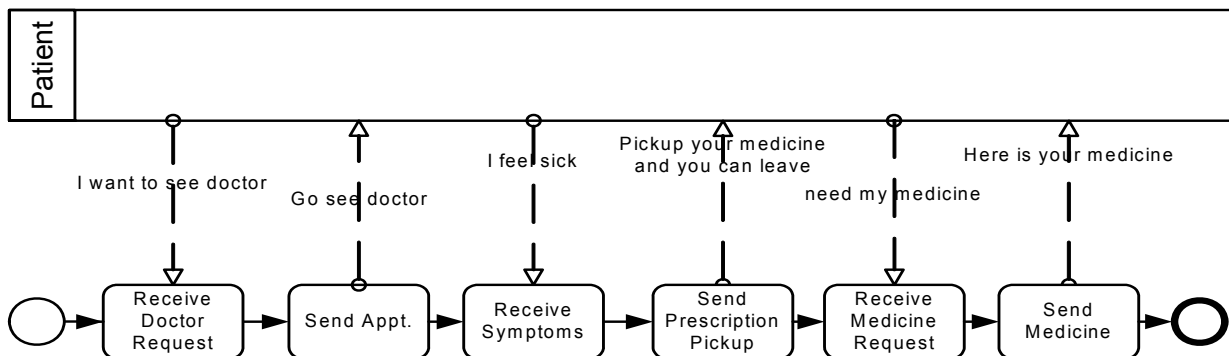 Patient
I want to see doctor
Go see doctor
I feel sick
Pickup your medicine
and you can leave
need my medicine
Here is your medicine
Receive
Doctor
Request
Send Appt.
Receive
Symptoms
Send
Prescription
Pickup
Receive
Medicine
Request
Send
Medicine